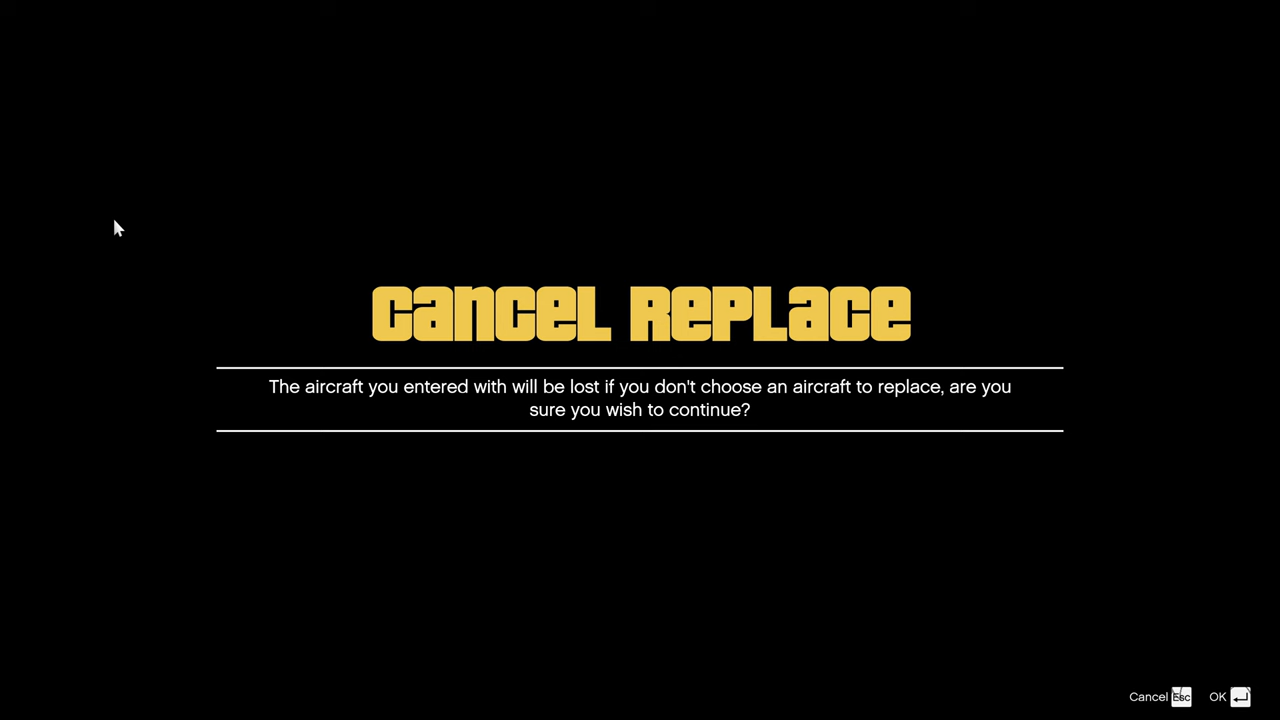 CANCEL REPLACE
The aircraft you entered with will be lost if you don't choose an aircraft to replace, are you
sure you wish to continue?
Cancel Esc OK